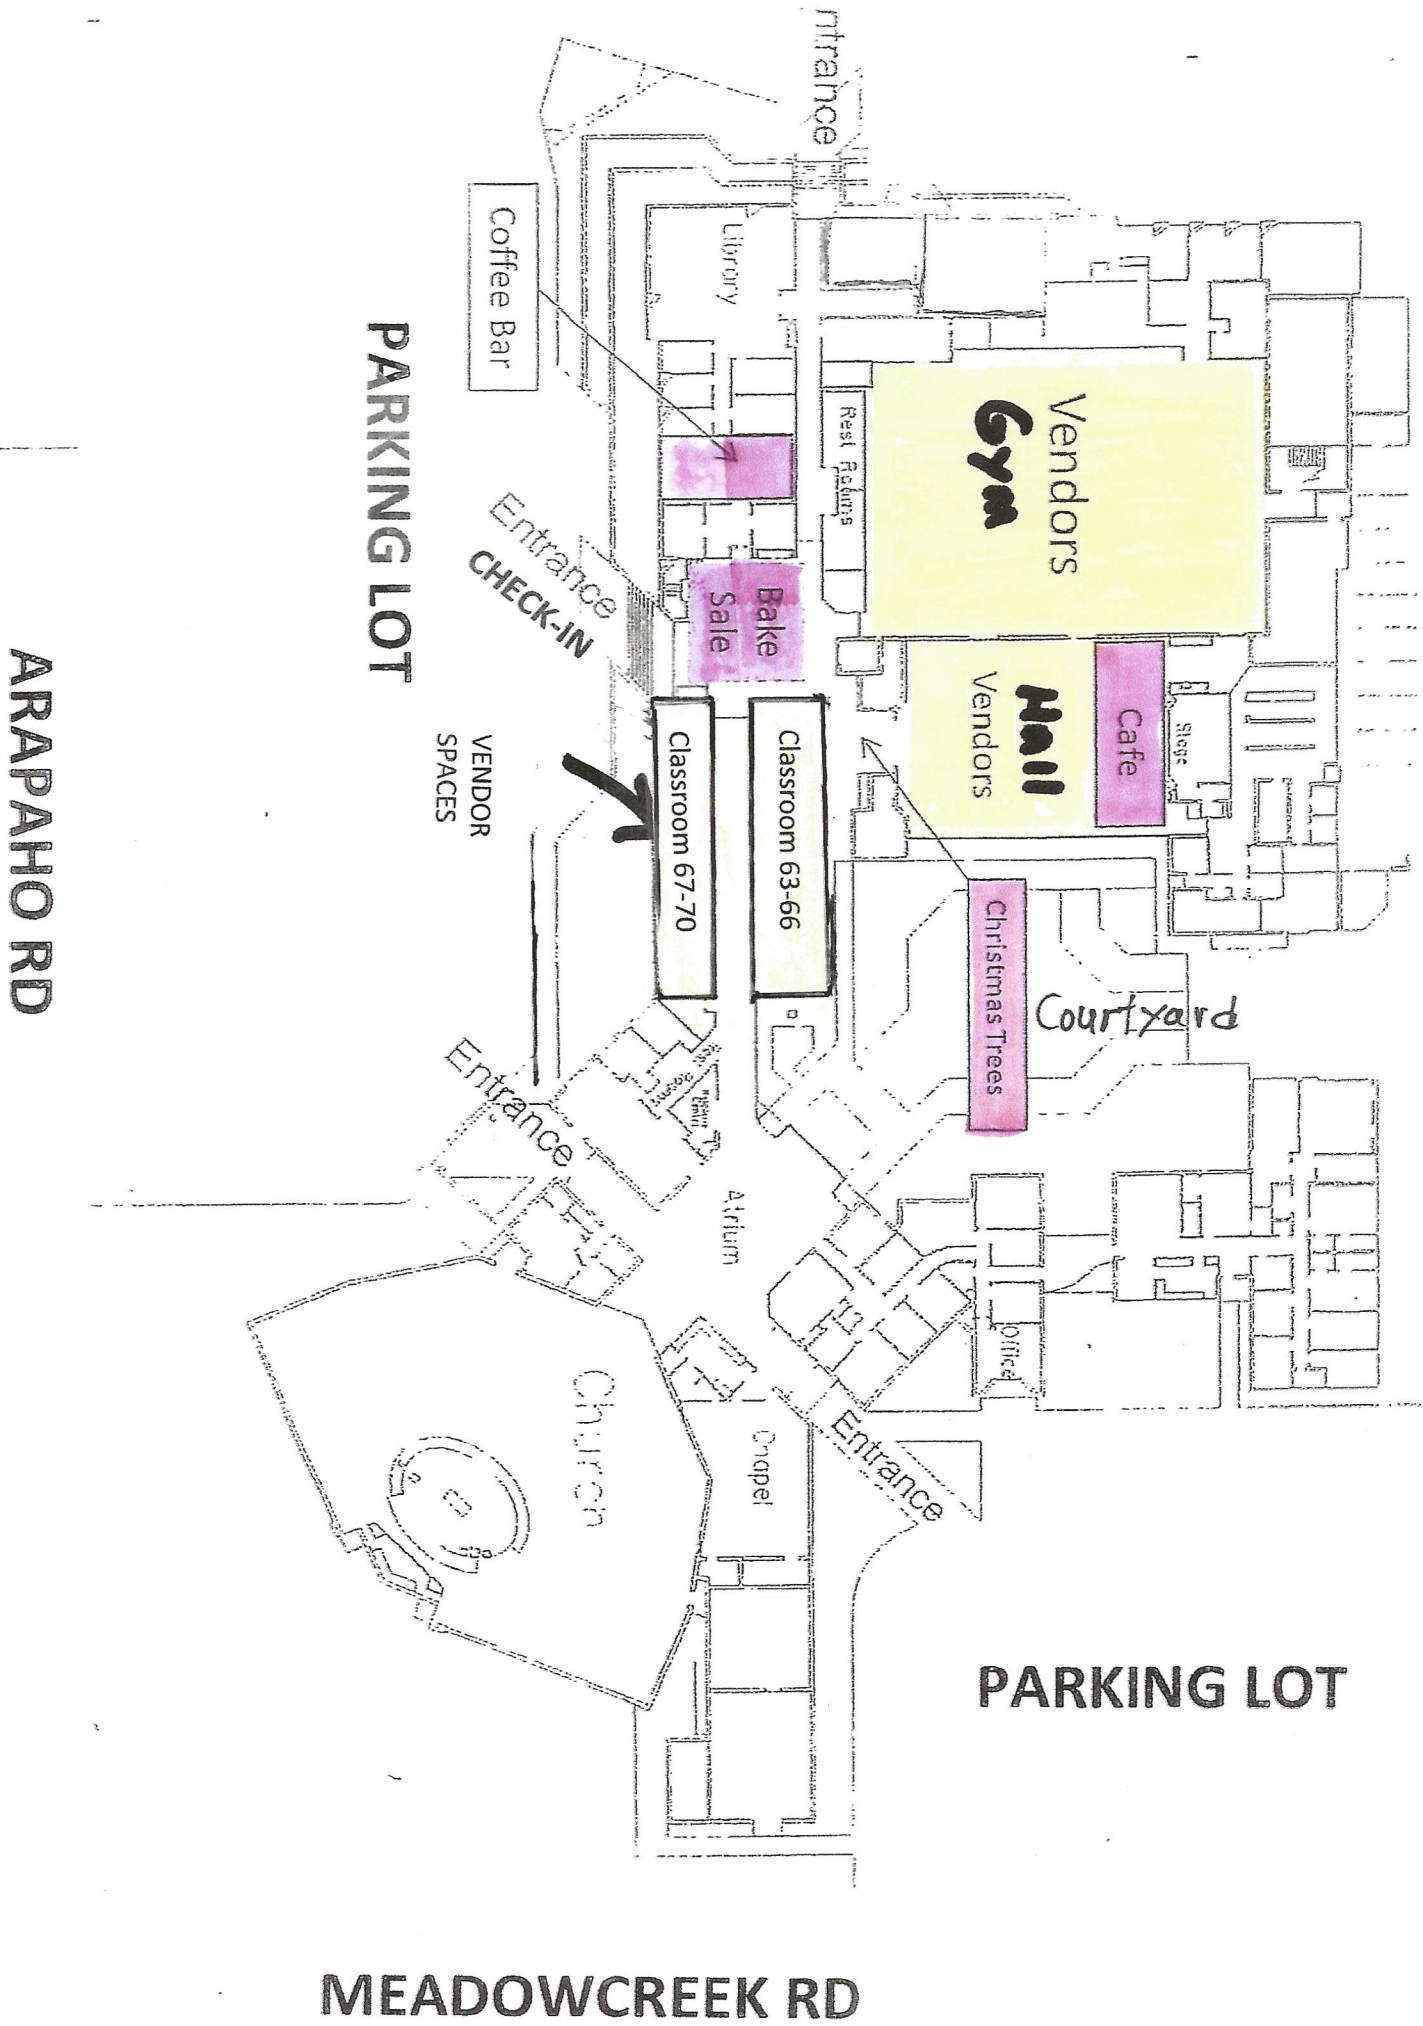 ntrance
Library
Coffee Bar
PARKING LOT
Vendors
Gym
Rest Rooms
Entrance
CHECK-IN
Bake
Sale
Hall
Vendors
Cafe
Stage
Classroom 63-66
Classroom 67-70
VENDOR
SPACES
ARAPAHO RD
Christmas Trees
Courtyard
Entrance
Atrium
Office
Entrance
Chapel
Church
PARKING LOT
MEADOWCREEK RD